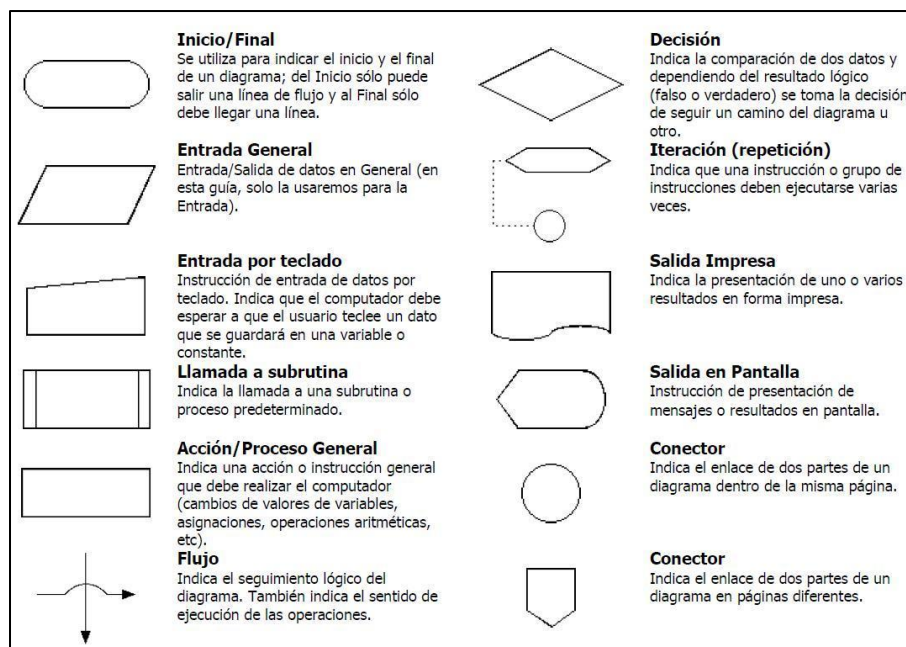 Inicio/Final
Se utiliza para indicar el inicio y el final
de un diagrama; del Inicio sólo puede
salir una línea de flujo y al Final sólo
debe llegar una línea.
Entrada General
Entrada/Salida de datos en General (en
esta guía, solo la usaremos para la
Entrada).
Entrada por teclado
Instrucción de entrada de datos por
teclado. Indica que el computador debe
esperar a que el usuario teclee un dato
que se guardará en una variable o
constante.
Llamada a subrutina
Indica la llamada a una subrutina o
proceso predeterminado.
Acción/Proceso General
Indica una acción o instrucción general
que debe realizar el computador
(cambios de valores de variables,
asignaciones, operaciones aritméticas,
etc).
Flujo
Indica el seguimiento lógico del
diagrama. También indica el sentido de
ejecución de las operaciones.
Decisión
Indica la comparación de dos datos y
dependiendo del resultado lógico
(falso o verdadero) se toma la decisión
de seguir un camino del diagrama u
otro.
Iteración (repetición)
Indica que una instrucción o grupo de
instrucciones deben ejecutarse varias
veces.
Salida Impresa
Indica la presentación de uno o varios
resultados en forma impresa.
Salida en Pantalla
Instrucción de presentación de
mensajes o resultados en pantalla.
Conector
Indica el enlace de dos partes de un
diagrama dentro de la misma página.
Conector
Indica el enlace de dos partes de un
diagrama en páginas diferentes.